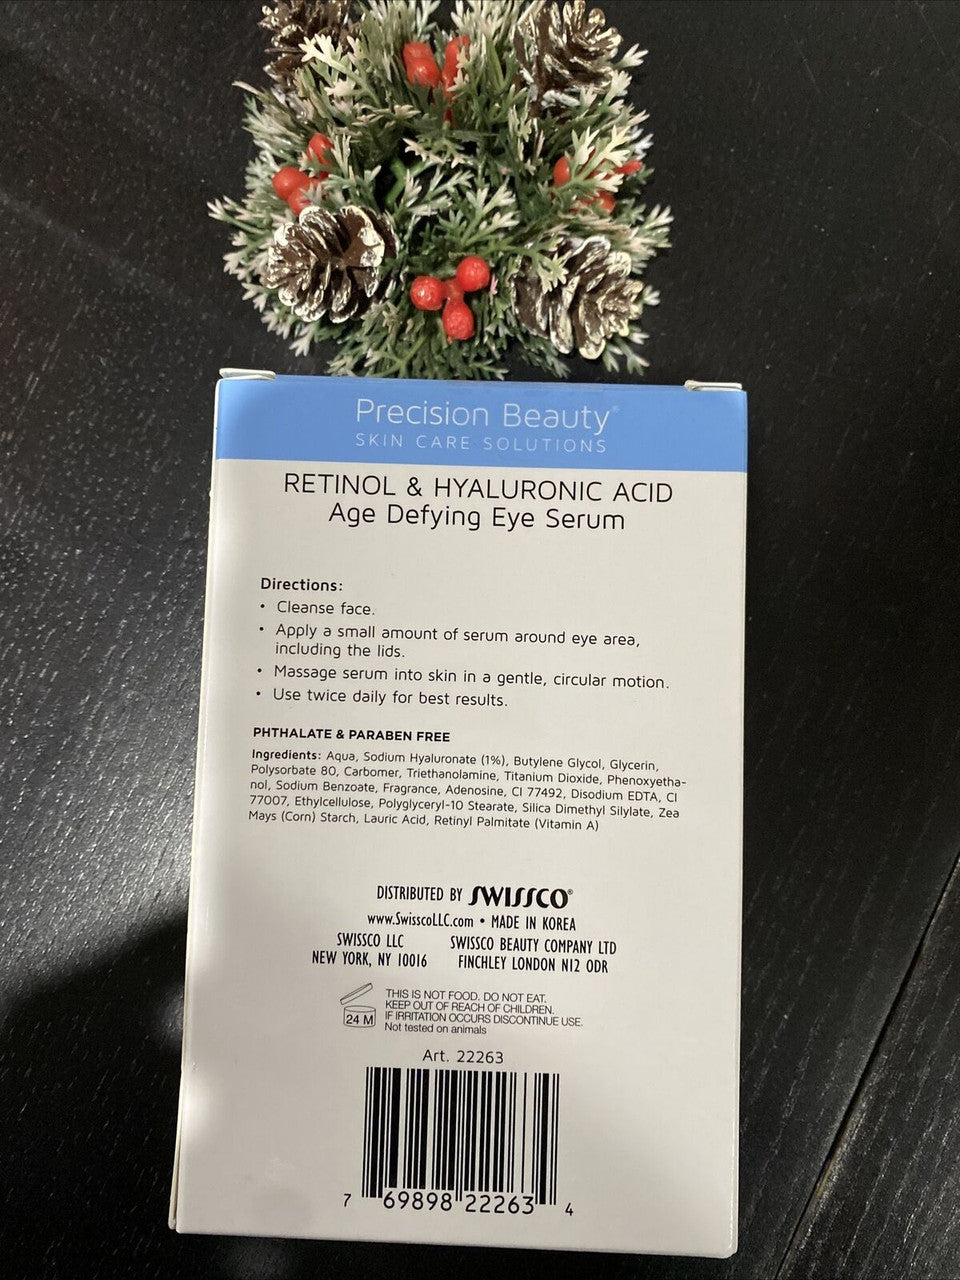 Precision Beauty®
SKIN CARE SOLUTIONS
RETINOL & HYALURONIC ACID
Age Defying Eye Serum
Directions:
• Cleanse face.
• Apply a small amount of serum around eye area,
including the lids.
• Massage serum into skin in a gentle, circular motion.
• Use twice daily for best results.
PHTHALATE & PARABEN FREE
Ingredients: Aqua, Sodium Hyaluronate (1%), Butylene Glycol, Glycerin,
Polysorbate 80, Carbomer, Triethanolamine, Titanium Dioxide, Phenoxyetha-
nol, Sodium Benzoate, Fragrance, Adenosine, CI 77492, Disodium EDTA, CI
77007, Ethylcellulose, Polyglyceryl-10 Stearate, Silica Dimethyl Silylate, Zea
Mays (Corn) Starch, Lauric Acid, Retinyl Palmitate (Vitamin A)
DISTRIBUTED BY SWISSCO®
www.SwisscoLLC.com • MADE IN KOREA
SWISSCO LLC SWISSCO BEAUTY COMPANY LTD
NEW YORK, NY 10016 FINCHLEY LONDON N12 0DR
24 M
THIS IS NOT FOOD. DO NOT EAT.
KEEP OUT OF REACH OF CHILDREN.
IF IRRITATION OCCURS DISCONTINUE USE.
Not tested on animals
Art. 22263
7 69898 22263 4